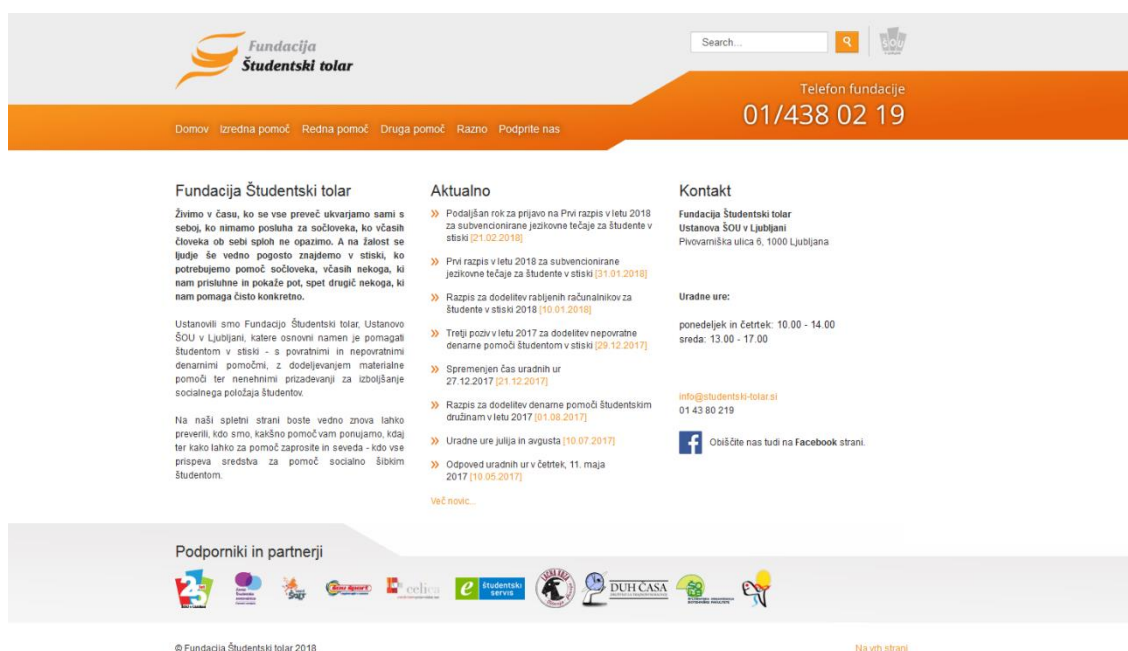 Fundacija
Študentski tolar
Search...
ŠOU
Telefon fundacije
01/438 02 19
Domov Izredna pomoč Redna pomoč Druga pomoč Razno Podprite nas
Fundacija Študentski tolar
Živimo v času, ko se vse preveč ukvarjamo sami s
seboj, ko nimamo posluha za sočloveka, ko včasih
človeka ob sebi sploh ne opazimo. A na žalost se
ljudje še vedno pogosto znajdemo v stiski, ko
potrebujemo pomoč sočloveka, včasih nekoga, ki
nam prisluhne in pokaže pot, spet drugič nekoga, ki
nam pomaga čisto konkretno.
Ustanovili smo Fundacijo Študentski tolar, Ustanovo
ŠOU v Ljubljani, katere osnovni namen je pomagati
študentom v stiski - s povratnimi in nepovratnimi
denarnimi pomočmi, z dodeljevanjem materialne
pomoči ter nenehnimi prizadevanji za izboljšanje
socialnega položaja študentov.
Na naši spletni strani boste vedno znova lahko
preverili, kdo smo, kakšno pomoč vam ponujamo, kdaj
ter kako lahko za pomoč zaprosite in seveda - kdo vse
prispeva sredstva za pomoč socialno šibkim
študentom.
Aktualno
Podaljšan rok za prijavo na Prvi razpis v letu 2018
za subvencionirane jezikovne tečaje za študente v
stiski [21.02.2018]
Prvi razpis v letu 2018 za subvencionirane
jezikovne tečaje za študente v stiski [31.01.2018]
Razpis za dodelitev rabljenih računalnikov za
študente v stiski 2018 [10.01.2018]
Tretji poziv v letu 2017 za dodelitev nepovratne
denarne pomoči študentom v stiski [29.12.2017]
Spremenjen čas uradnih ur
27.12.2017 [21.12.2017]
Razpis za dodelitev denarne pomoči študentskim
družinam v letu 2017 [01.08.2017]
Uradne ure julija in avgusta [10.07.2017]
Odpoved uradnih ur v četrtek, 11. maja
2017 [10.05.2017]
Več novic...
Kontakt
Fundacija Študentski tolar
Ustanova ŠOU v Ljubljani
Pivovarniška ulica 6, 1000 Ljubljana
Uradne ure:
ponedeljek in četrtek: 10.00 - 14.00
sreda: 13.00 - 17.00
info@studentski-tolar.si
01 43 80 219
Obiščite nas tudi na Facebook strani.
Podporniki in partnerji
celica
študentski
servis
DUH ČASA
© Fundacija Študentski tolar 2018
Na vrh strani